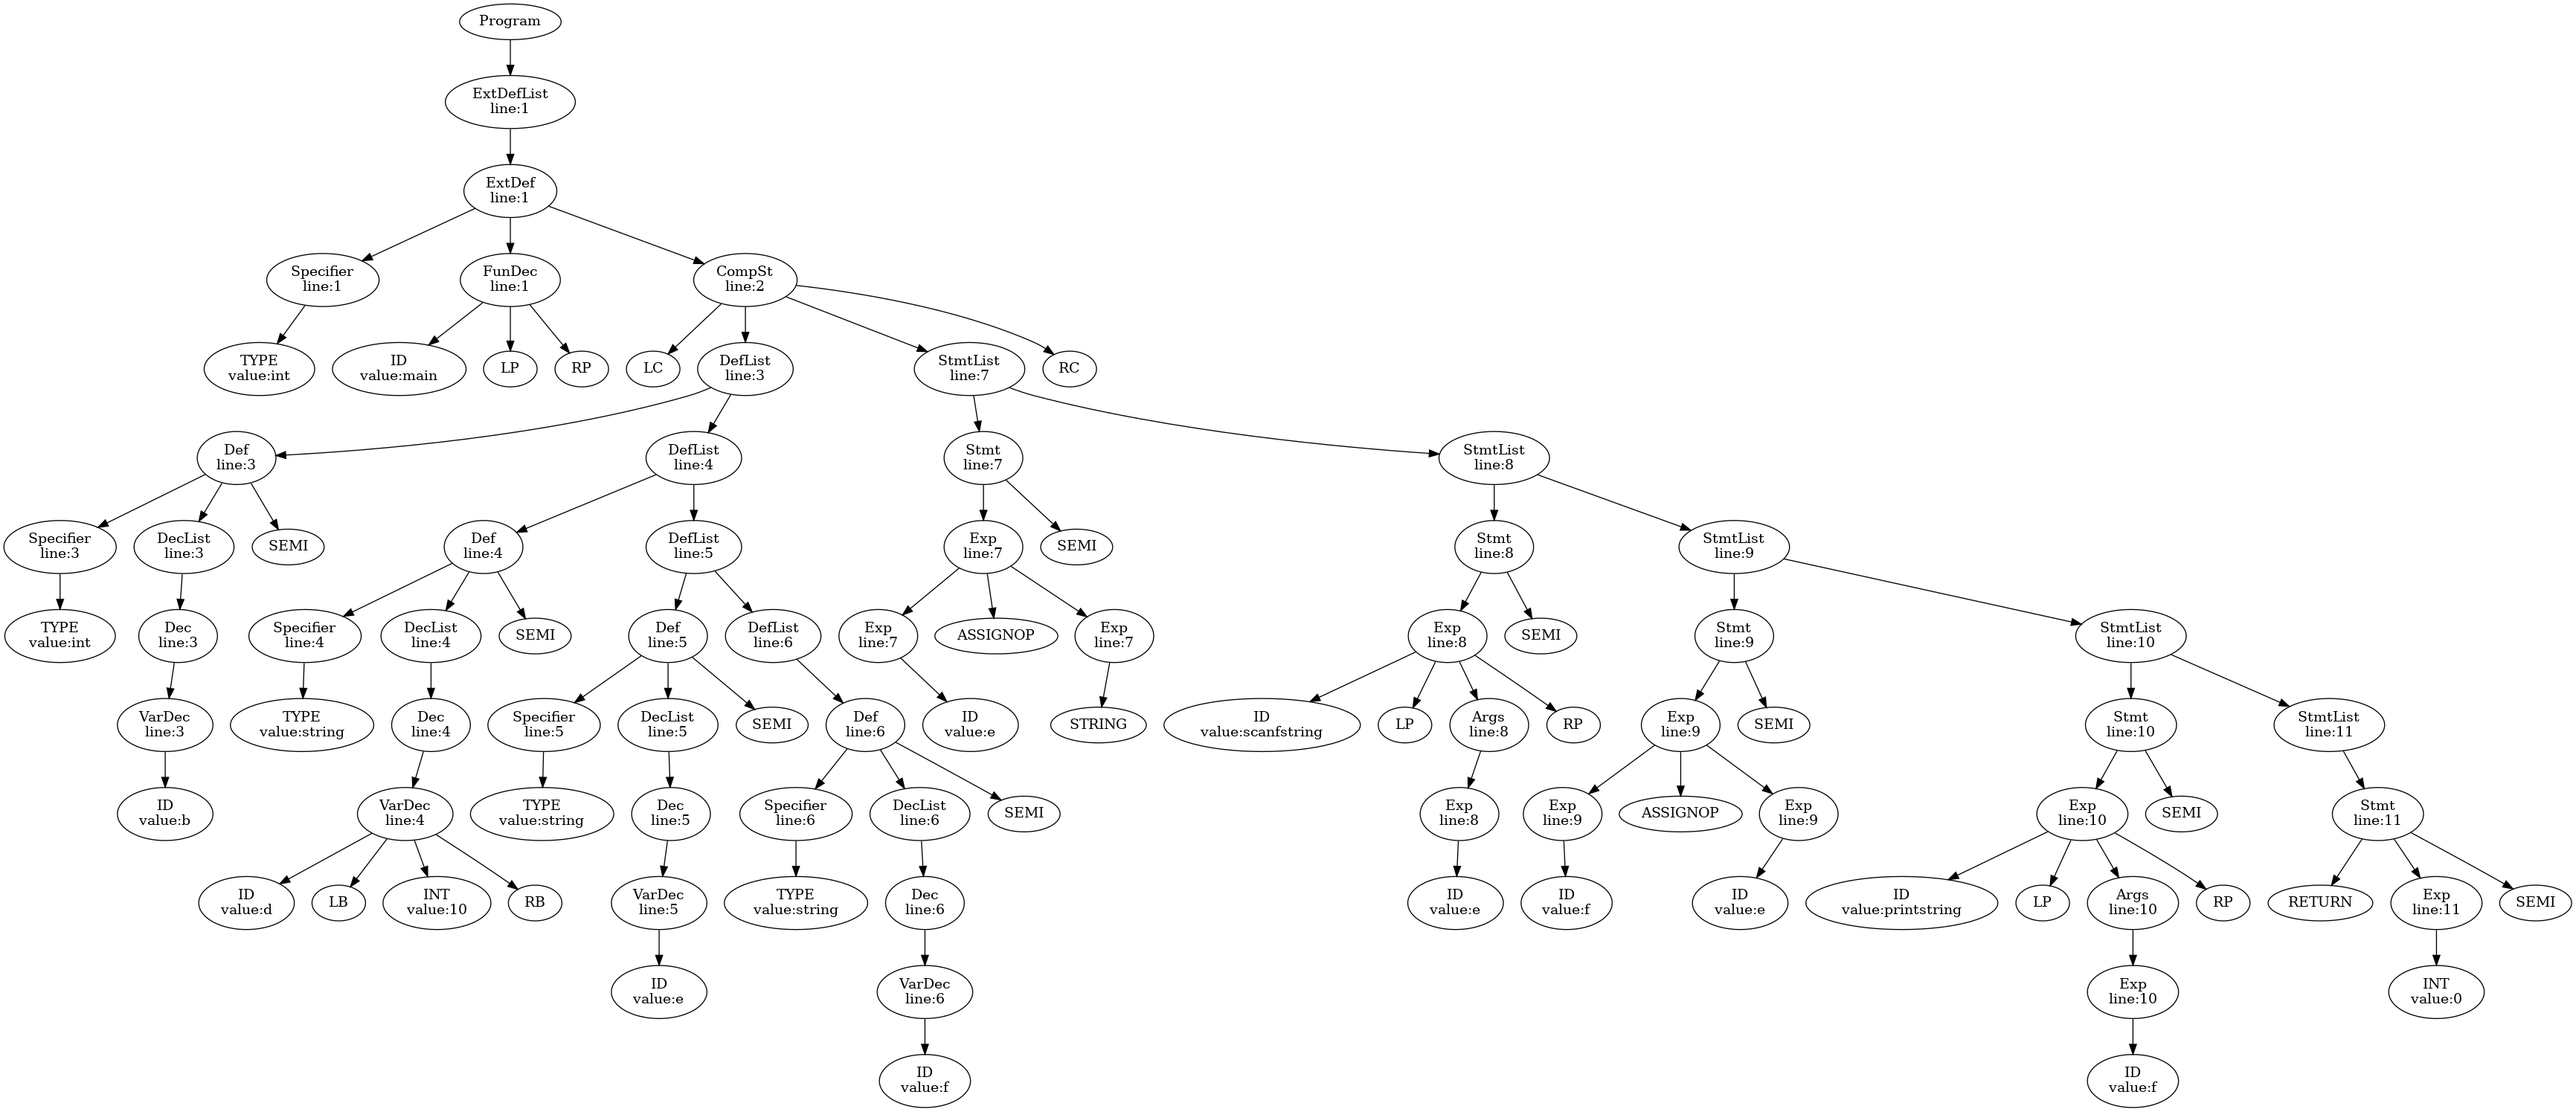 Program
ExtDefList
line:1
ExtDef
line:1
Specifier
line:1
FunDec
line:1
CompSt
line:2
TYPE
value:int
ID
value:main
LP
RP
LC
DefList
line:3
StmtList
line:7
RC
Def
line:3
DefList
line:4
Stmt
line:7
StmtList
line:8
Specifier
line:3
DecList
line:3
SEMI
Def
line:4
DefList
line:5
Exp
line:7
SEMI
Stmt
line:8
StmtList
line:9
TYPE
value:int
Dec
line:3
Specifier
line:4
DecList
line:4
SEMI
Def
line:5
DefList
line:6
Exp
line:7
ASSIGNOP
Exp
line:7
Exp
line:8
SEMI
Stmt
line:9
StmtList
line:10
VarDec
line:3
TYPE
value:string
Dec
line:4
Specifier
line:5
DecList
line:5
SEMI
Def
line:6
ID
value:e
STRING
ID
value:scanfstring
LP
Args
line:8
RP
Exp
line:9
SEMI
Stmt
line:10
StmtList
line:11
ID
value:b
VarDec
line:4
TYPE
value:string
Dec
line:5
Specifier
line:6
DecList
line:6
SEMI
Exp
line:8
Exp
line:9
ASSIGNOP
Exp
line:9
Exp
line:10
SEMI
Stmt
line:11
ID
value:d
LB
INT
value:10
RB
VarDec
line:5
TYPE
value:string
Dec
line:6
ID
value:e
ID
value:f
ID
value:e
ID
value:printstring
LP
Args
line:10
RP
RETURN
Exp
line:11
SEMI
ID
value:e
VarDec
line:6
Exp
line:10
INT
value:0
ID
value:f
ID
value:f